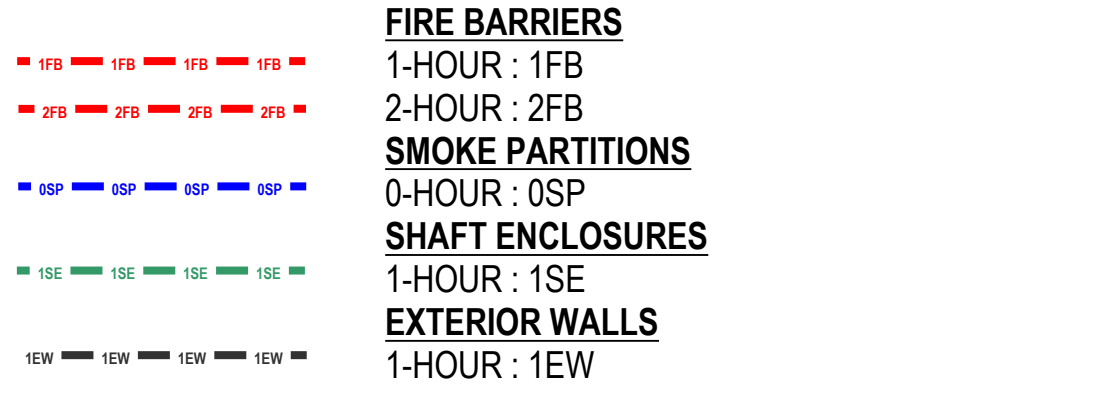 FIRE BARRIERS
1FB 1FB 1FB 1FB 1-HOUR : 1FB
2FB 2FB 2FB 2FB 2-HOUR : 2FB
SMOKE PARTITIONS
0SP 0SP 0SP 0SP 0-HOUR : 0SP
SHAFT ENCLOSURES
1SE 1SE 1SE 1SE 1-HOUR : 1SE
EXTERIOR WALLS
1EW 1EW 1EW 1EW 1-HOUR : 1EW